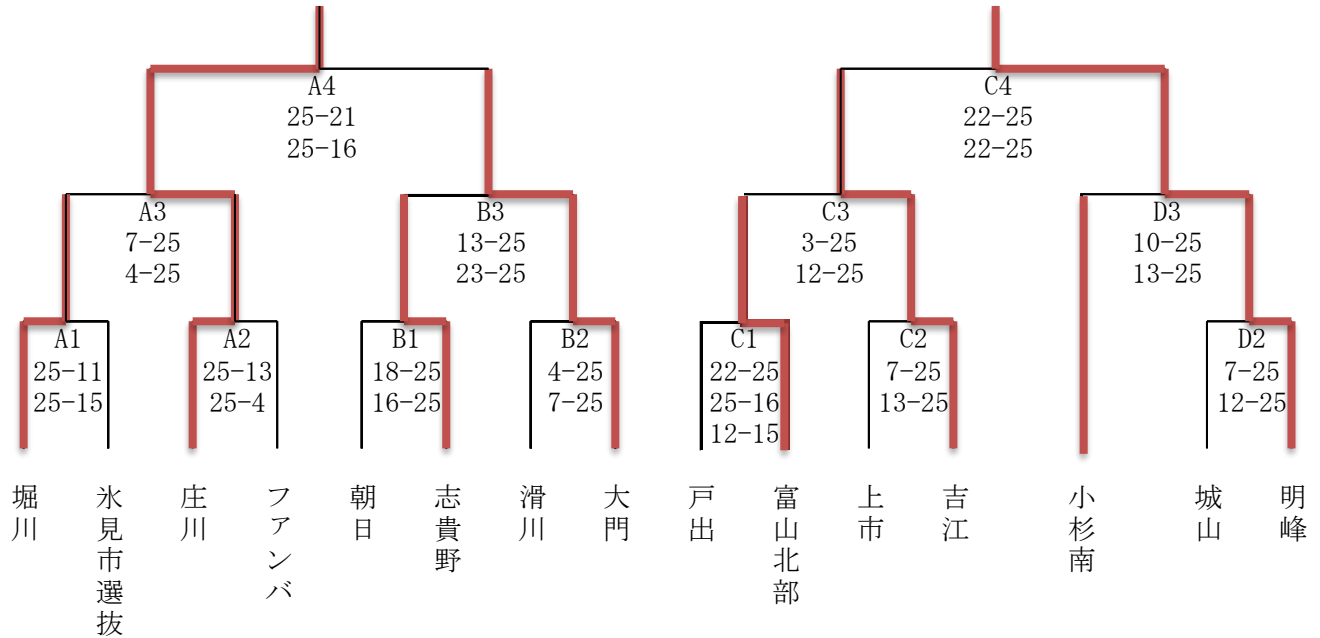 A4
25-21
25-16
C4
22-25
22-25
A3
7-25
4-25
B3
13-25
23-25
C3
3-25
12-25
D3
10-25
13-25
A1
25-11
25-15
A2
25-13
25-4
B1
18-25
16-25
B2
4-25
7-25
C1
22-25
25-16
12-15
C2
7-25
13-25
D2
7-25
12-25
堀川
氷見市選抜
庄川
ファンバ
朝日
志貴野
滑川
大門
戸出
富山北部
上市
吉江
小杉南
城山
明峰